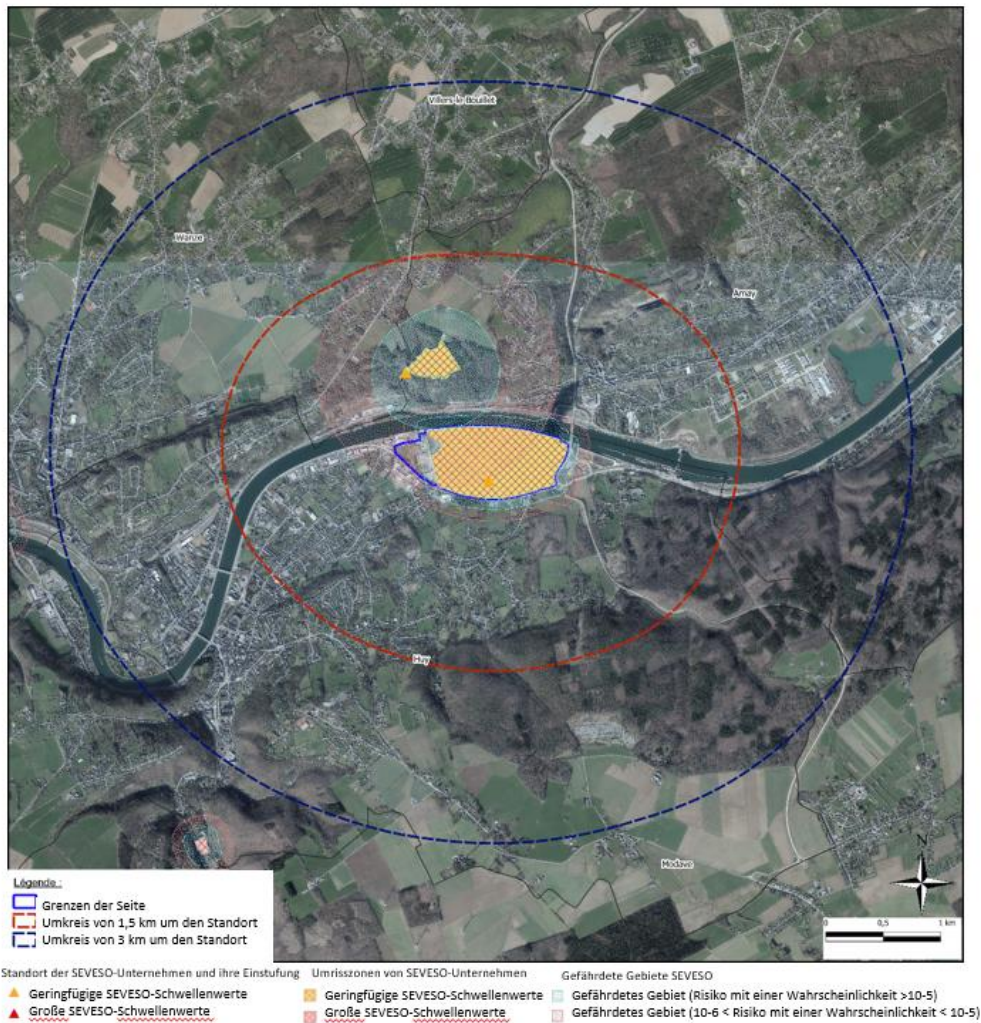 Villers-le-Bouillet
Wanze
Amay
Huy
Modave
N
0 0,5 1 km
Légende :
Grenzen der Seite
Umkreis von 1,5 km um den Standort
Umkreis von 3 km um den Standort
Standort der SEVESO-Unternehmen und ihre Einstufung
Geringfügige SEVESO-Schwellenwerte
Große SEVESO-Schwellenwerte
Umrisszonen von SEVESO-Unternehmen
Geringfügige SEVESO-Schwellenwerte
Große SEVESO-Schwellenwerte
Gefährdete Gebiete SEVESO
Gefährdetes Gebiet (Risiko mit einer Wahrscheinlichkeit >10-5)
Gefährdetes Gebiet (10-6 < Risiko mit einer Wahrscheinlichkeit < 10-5)